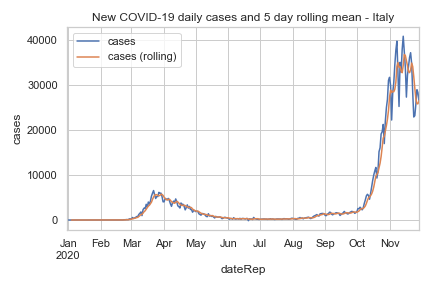 New COVID-19 daily cases and 5 day rolling mean - Italy
cases
cases (rolling)
40000
30000
20000
10000
0
cases
Jan Feb Mar Apr May Jun Jul Aug Sep Oct Nov
2020
dateRep